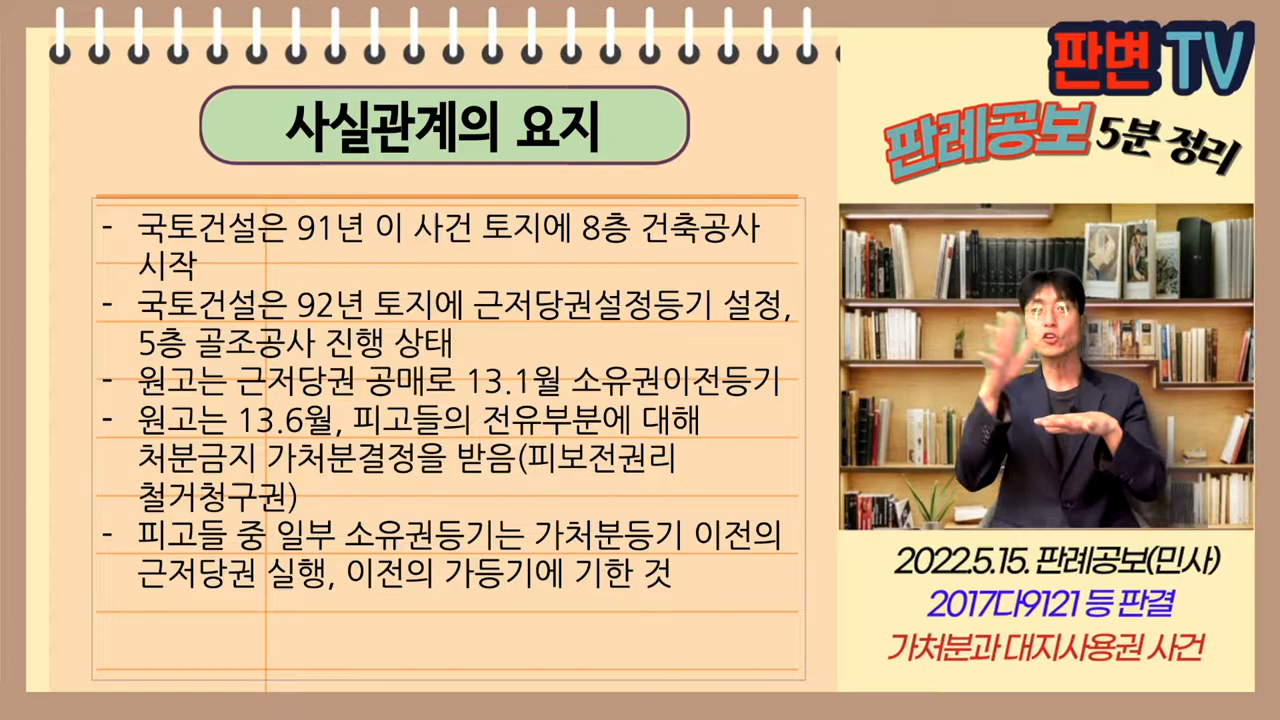 사실관계의 요지
- 국토건설은 91년 이 사건 토지에 8층 건축공사
시작
- 국토건설은 92년 토지에 근저당권설정등기 설정,
5층 골조공사 진행 상태
- 원고는 근저당권 공매로 13.1월 소유권이전등기
- 원고는 13.6월, 피고들의 전유부분에 대해
처분금지 가처분결정을 받음(피보전권리
철거청구권)
- 피고들 중 일부 소유권등기는 가처분등기 이전의
근저당권 실행, 이전의 가등기에 기한 것
판변 TV
판례공보 5분 정리
2022.5.15. 판례공보(민사)
2017다9121 등 판결
가처분과 대지사용권 사건